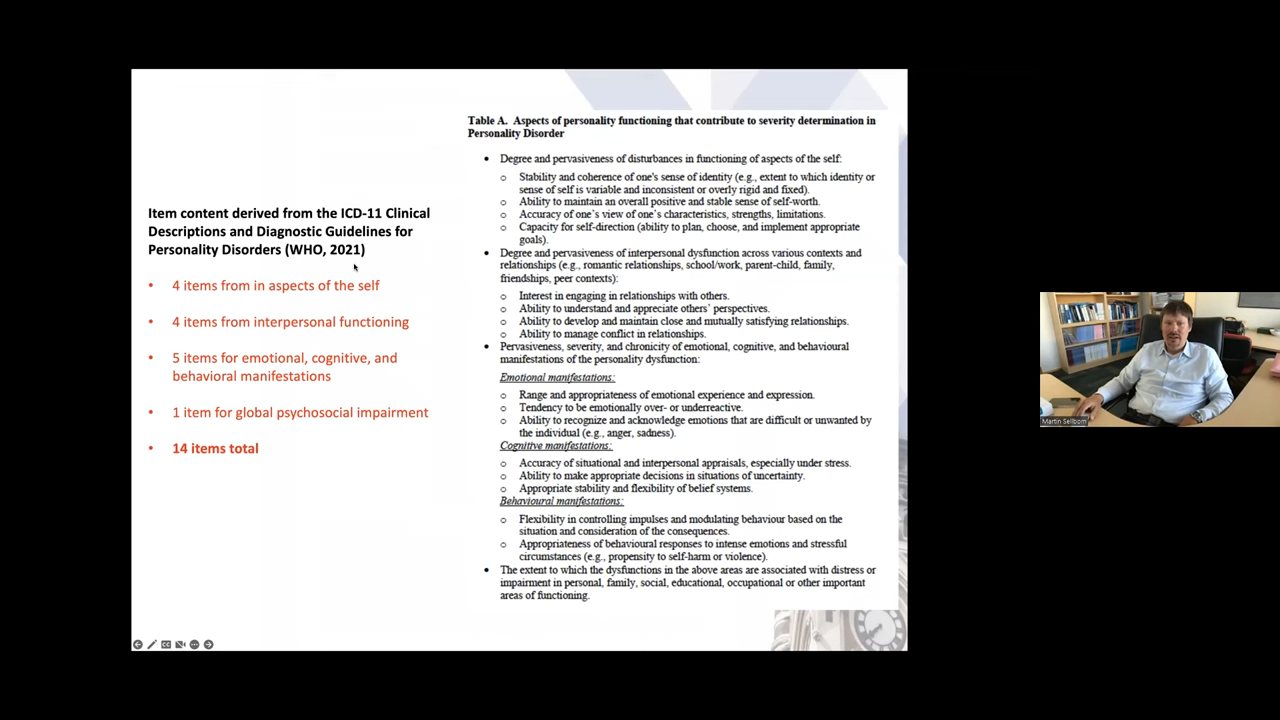 Item content derived from the ICD-11 Clinical
Descriptions and Diagnostic Guidelines for
Personality Disorders (WHO, 2021)
• 4 items from in aspects of the self
• 4 items from interpersonal functioning
• 5 items for emotional, cognitive, and
behavioral manifestations
• 1 item for global psychosocial impairment
• 14 items total
Table A. Aspects of personality functioning that contribute to severity determination in
Personality Disorder
• Degree and pervasiveness of disturbances in functioning of aspects of the self:
o Stability and coherence of one's sense of identity (e.g., extent to which identity or
sense of self is variable and inconsistent or overly rigid and fixed).
o Ability to maintain an overall positive and stable sense of self-worth.
o Accuracy of one's view of one's characteristics, strengths, limitations.
o Capacity for self-direction (ability to plan, choose, and implement appropriate
goals).
• Degree and pervasiveness of interpersonal dysfunction across various contexts and
relationships (e.g., romantic relationships, school/work, parent-child, family,
friendships, peer contexts):
o Interest in engaging in relationships with others.
o Ability to understand and appreciate others' perspectives.
o Ability to develop and maintain close and mutually satisfying relationships.
o Ability to manage conflict in relationships.
• Pervasiveness, severity, and chronicity of emotional, cognitive, and behavioural
manifestations of the personality dysfunction:
Emotional manifestations:
o Range and appropriateness of emotional experience and expression.
o Tendency to be emotionally over- or underreactive.
o Ability to recognize and acknowledge emotions that are difficult or unwanted by
the individual (e.g., anger, sadness).
Cognitive manifestations:
o Accuracy of situational and interpersonal appraisals, especially under stress.
o Ability to make appropriate decisions in situations of uncertainty.
o Appropriate stability and flexibility of belief systems.
Behavioural manifestations:
o Flexibility in controlling impulses and modulating behaviour based on the
situation and consideration of the consequences.
o Appropriateness of behavioural responses to intense emotions and stressful
circumstances (e.g., propensity to self-harm or violence).
• The extent to which the dysfunctions in the above areas are associated with distress or
impairment in personal, family, social, educational, occupational or other important
areas of functioning.
Martin Sellbom